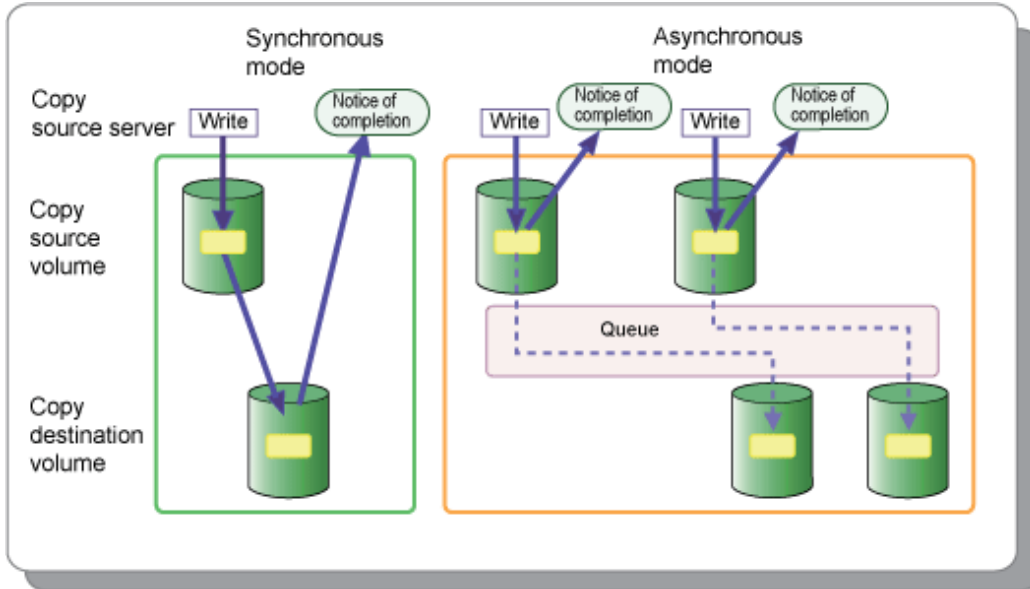 Synchronous
mode
Asynchronous
mode
Copy
source server
Write
Notice of
completion
Write
Notice of
completion
Write
Notice of
completion
Copy
source
volume
Queue
Copy
destination
volume